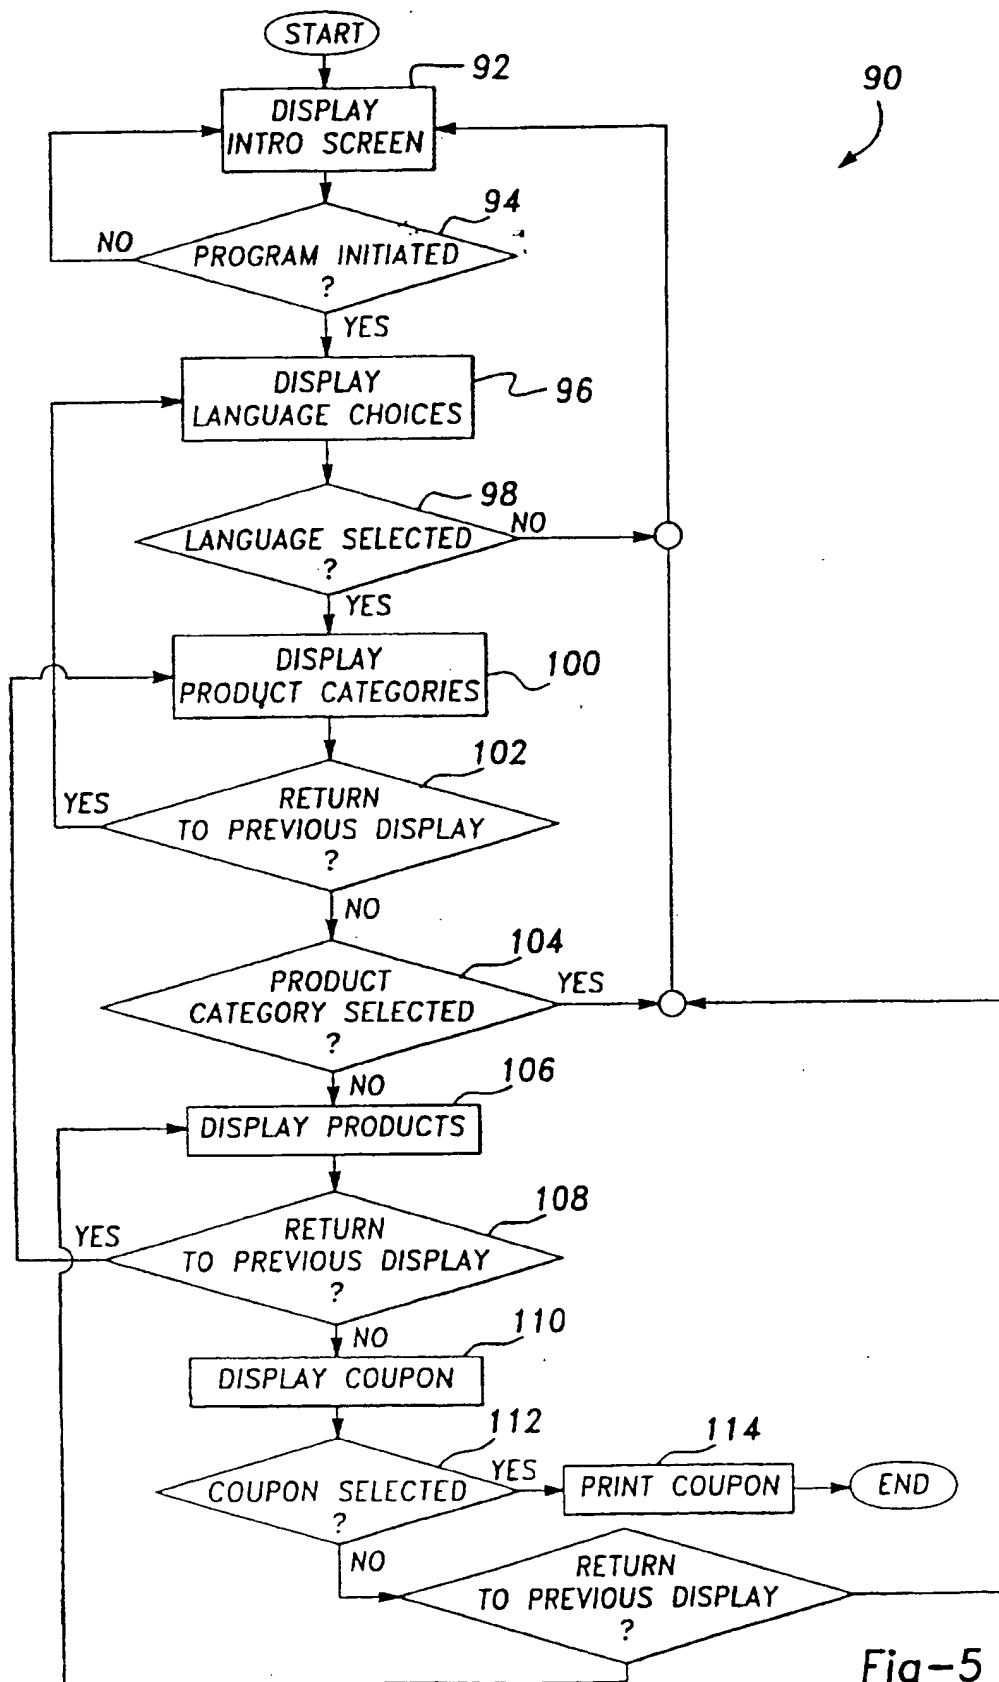 START
92
DISPLAY
INTRO SCREEN
90
94
NO
PROGRAM INITIATED
?
YES
DISPLAY
LANGUAGE CHOICES
96
98
NO
LANGUAGE SELECTED
?
YES
DISPLAY
PRODUCT CATEGORIES
100
102
YES
RETURN
TO PREVIOUS DISPLAY
?
NO
104
PRODUCT
CATEGORY SELECTED
?
YES
NO
106
DISPLAY PRODUCTS
108
YES
RETURN
TO PREVIOUS DISPLAY
?
NO
110
DISPLAY COUPON
112
COUPON SELECTED
?
YES
114
PRINT COUPON
END
NO
RETURN
TO PREVIOUS DISPLAY
?
Fig-5